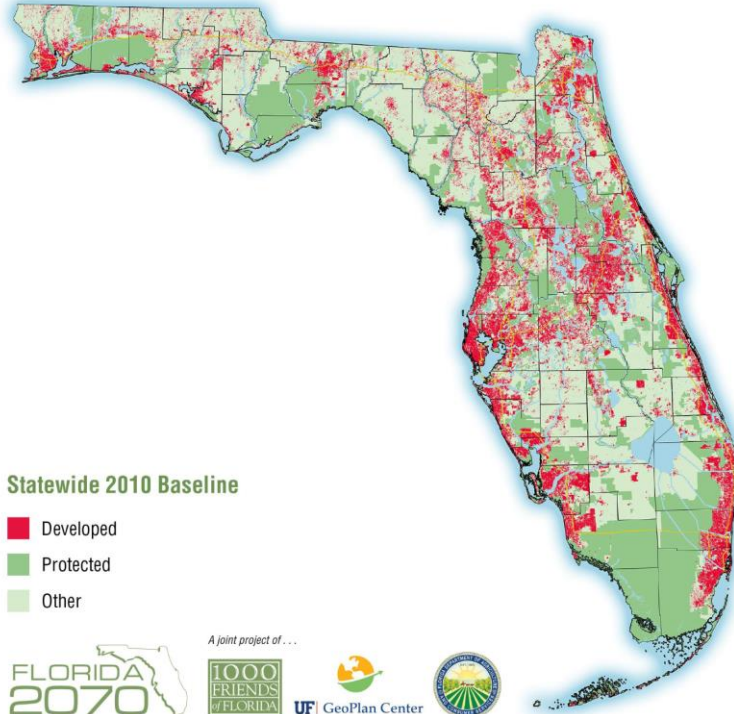 Statewide 2010 Baseline
Developed
Protected
Other
A joint project of . . .
FLORIDA
2070
1000
FRIENDS
of FLORIDA
UF GeoPlan Center